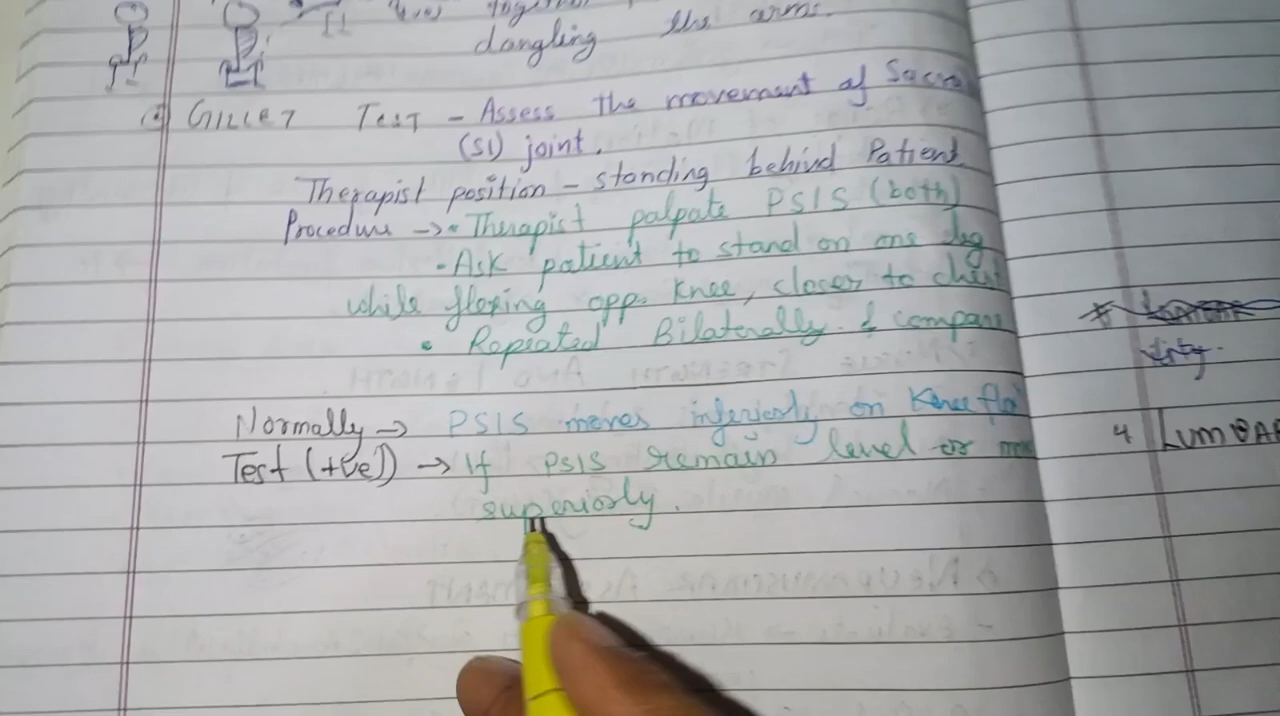 dangling the arms.
GILLET TEST - Assess the movement of Sacro
(SI) joint.
Therapist position - standing behind Patient
Procedure → • Therapist palpate PSIS (both)
- Ask patient to stand on one leg
while flexing opp. Knee, closer to chest
• Repeated Bilaterally & compare
Normally → PSIS moves inferiorly on Knee flex
Test (+ve) → If PSIS remain level or
superiorly.
4 LUMBAR